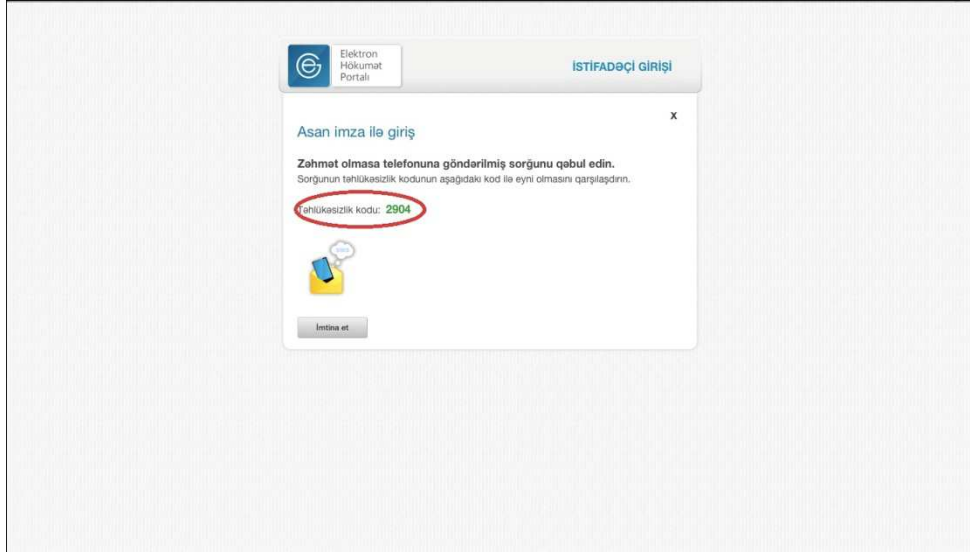 Elektron
Hökumət
Portalı
İSTİFADƏÇİ GİRİŞİ
x
Asan imza ilə giriş
Zəhmət olmasa telefonuna göndərilmiş sorğunu qəbul edin.
Sorğunun təhlükəsizlik kodunun aşağıdakı kod ilə eyni olmasını qarşılaşdırın.
Təhlükəsizlik kodu: 2904
İmtina et